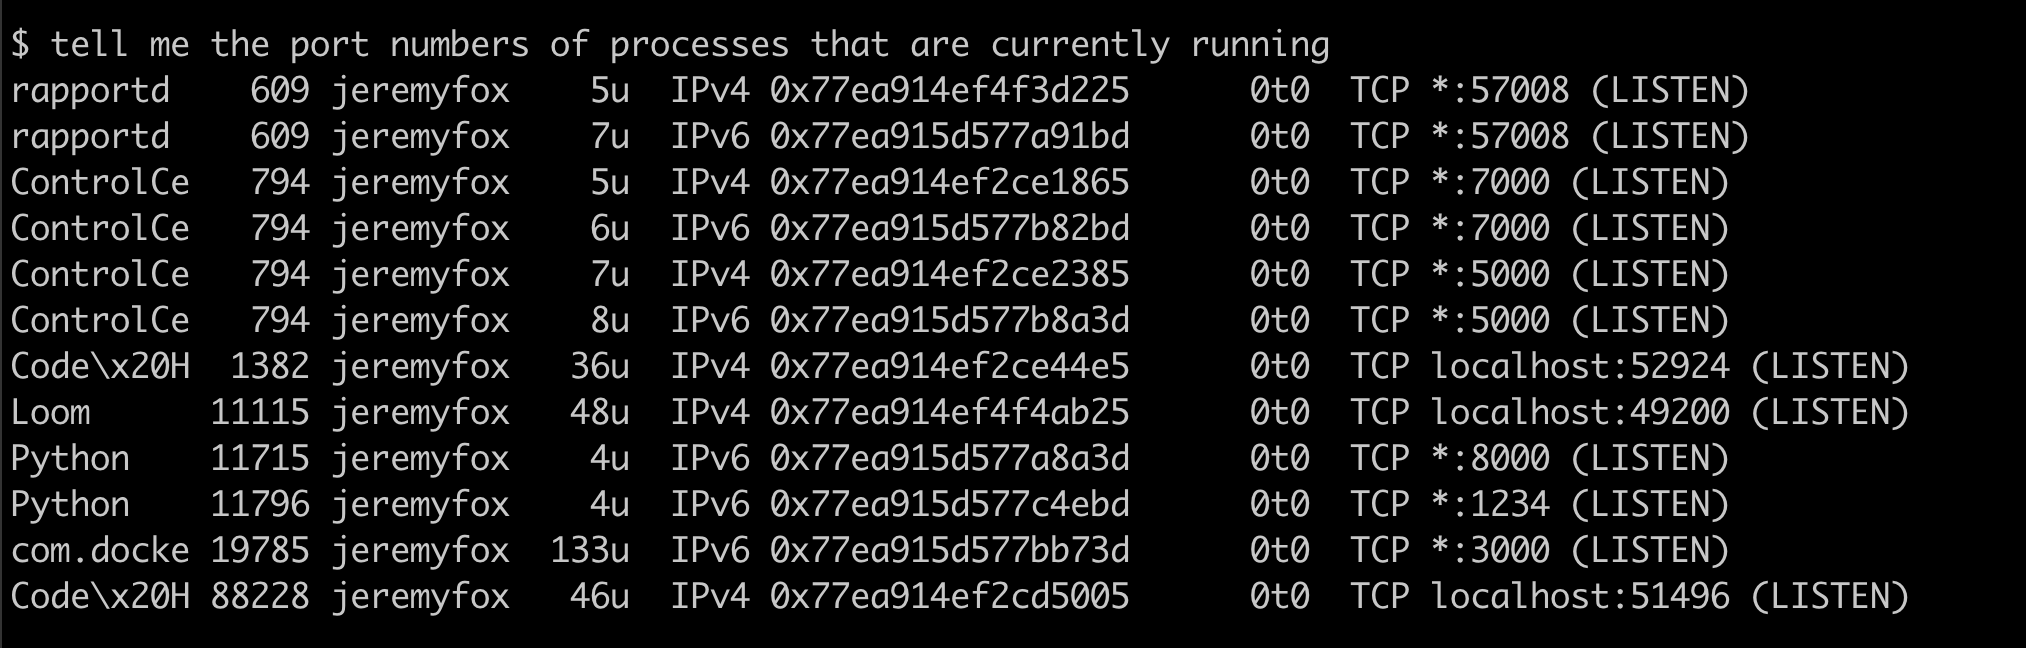 $ tell me the port numbers of processes that are currently running
rapportd    609 jeremyfox    5u  IPv4 0x77ea914ef4f3d225      0t0  TCP *:57008 (LISTEN)
rapportd    609 jeremyfox    7u  IPv6 0x77ea915d577a91bd      0t0  TCP *:57008 (LISTEN)
ControlCe   794 jeremyfox    5u  IPv4 0x77ea914ef2ce1865      0t0  TCP *:7000 (LISTEN)
ControlCe   794 jeremyfox    6u  IPv6 0x77ea915d577b82bd      0t0  TCP *:7000 (LISTEN)
ControlCe   794 jeremyfox    7u  IPv4 0x77ea914ef2ce2385      0t0  TCP *:5000 (LISTEN)
ControlCe   794 jeremyfox    8u  IPv6 0x77ea915d577b8a3d      0t0  TCP *:5000 (LISTEN)
Code\x20H  1382 jeremyfox   36u  IPv4 0x77ea914ef2ce44e5      0t0  TCP localhost:52924 (LISTEN)
Loom      11115 jeremyfox   48u  IPv4 0x77ea914ef4f4ab25      0t0  TCP localhost:49200 (LISTEN)
Python    11715 jeremyfox    4u  IPv6 0x77ea915d577a8a3d      0t0  TCP *:8000 (LISTEN)
Python    11796 jeremyfox    4u  IPv6 0x77ea915d577c4ebd      0t0  TCP *:1234 (LISTEN)
com.docke 19785 jeremyfox  133u  IPv6 0x77ea915d577bb73d      0t0  TCP *:3000 (LISTEN)
Code\x20H 88228 jeremyfox   46u  IPv4 0x77ea914ef2cd5005      0t0  TCP localhost:51496 (LISTEN)